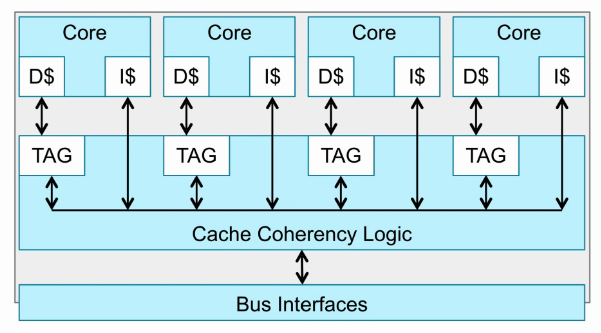 Core Core Core Core
D$ I$ D$ I$ D$ I$ D$ I$
TAG TAG TAG TAG
Cache Coherency Logic
Bus Interfaces